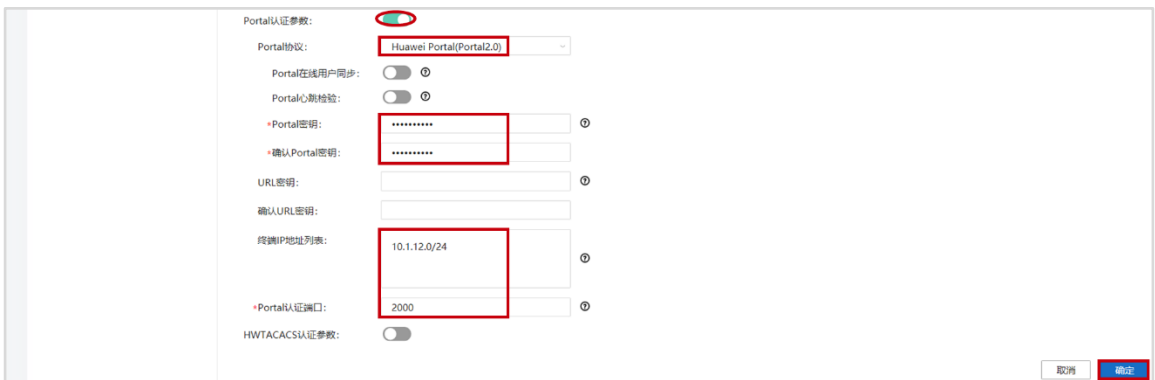 Portal认证参数:
Portal协议: Huawei Portal(Portal2.0)
Portal在线用户同步:
Portal心跳检验:
*Portal密钥: ••••••••••
*确认Portal密钥: ••••••••••
URL密钥:
确认URL密钥:
终端IP地址列表: 10.1.12.0/24
*Portal认证端口: 2000
HWTACACS认证参数:
取消 确定